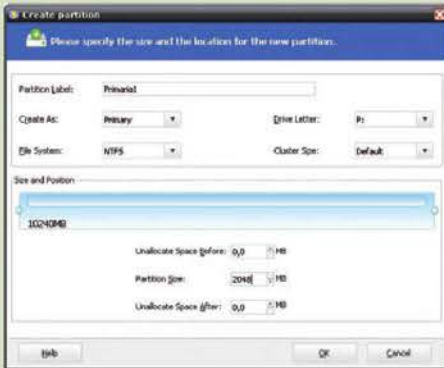 Create partition
Please specify the size and the location for the new partition.
Partition Label: Primaria1
Create As: Primary Drive Letter: P:
File System: NTFS Cluster Size: Default
Size and Position
10240MB
Unallocate Space Before: 0,0 MB
Partition Size: 2048 MB
Unallocate Space After: 0,0 MB
Help OK Cancel